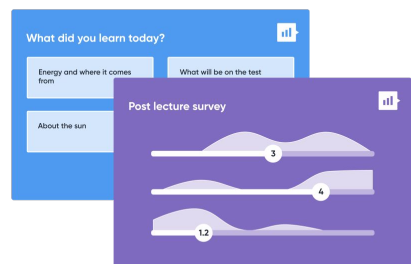 What did you learn today?
Energy and where it comes
from
What will be on the test
About the sun
Post lecture survey
3
4
1.2